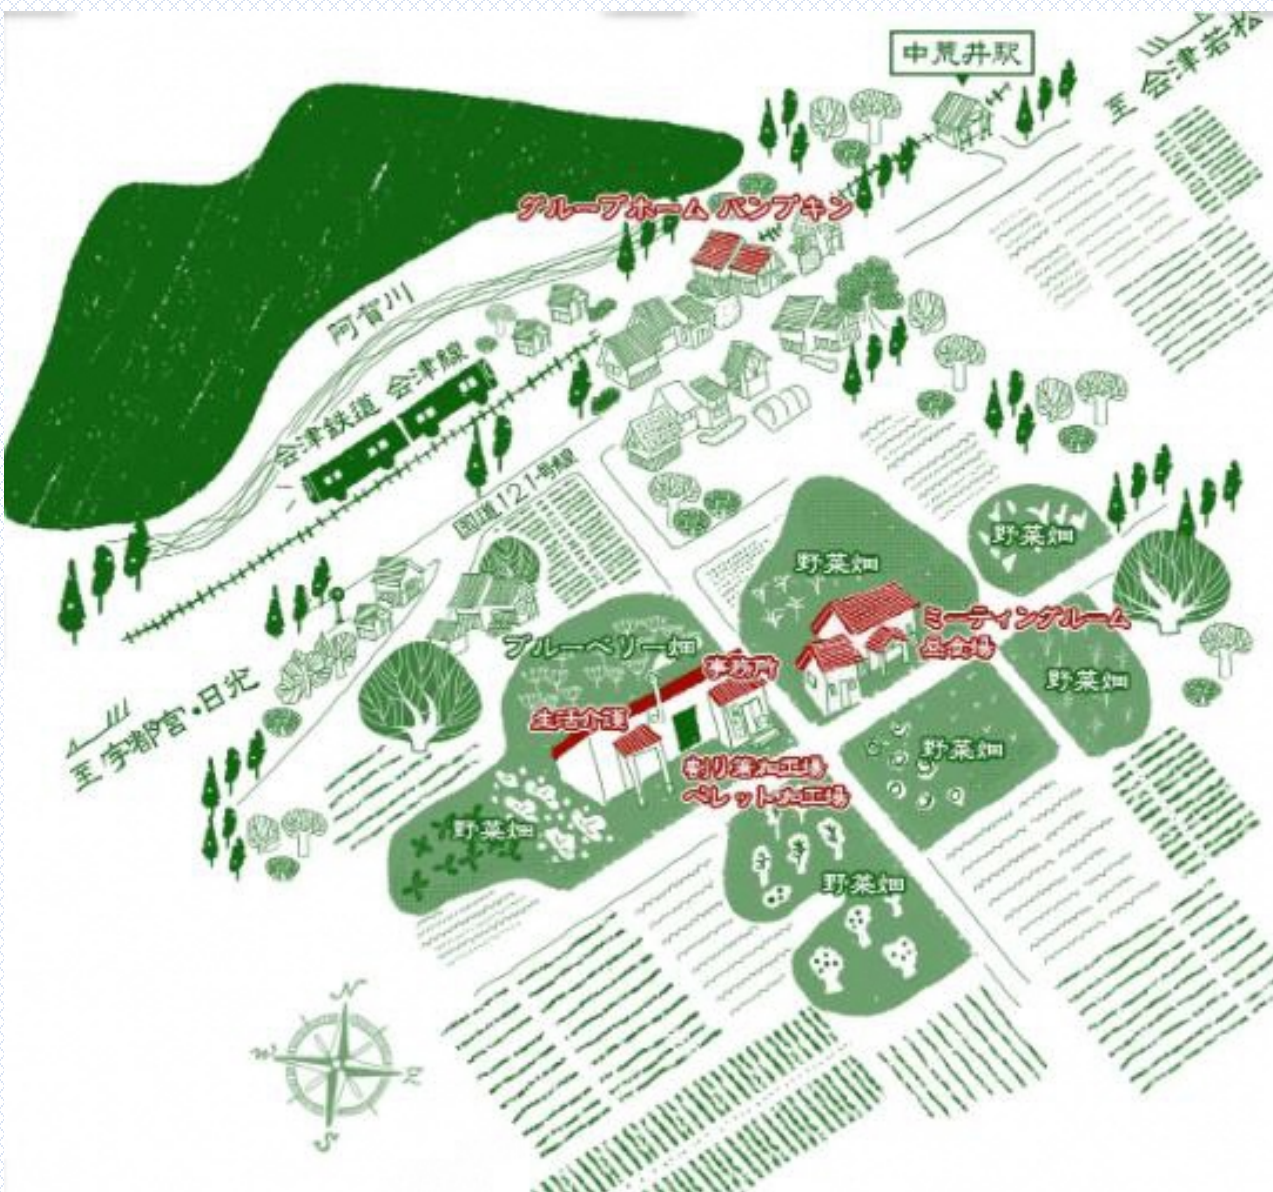 中荒井駅
至 会津若松
グループホーム パンプキン
阿賀川
会津鉄道 会津線
国道121号線
野菜畑
野菜畑
ミーティングルーム
兵食場
ブルーベリー畑
事務所
野菜畑
至 宇都宮・日光
生活介護
野菜畑
割り箸加工場
ペレット加工場
野菜畑
野菜畑
N
W
S